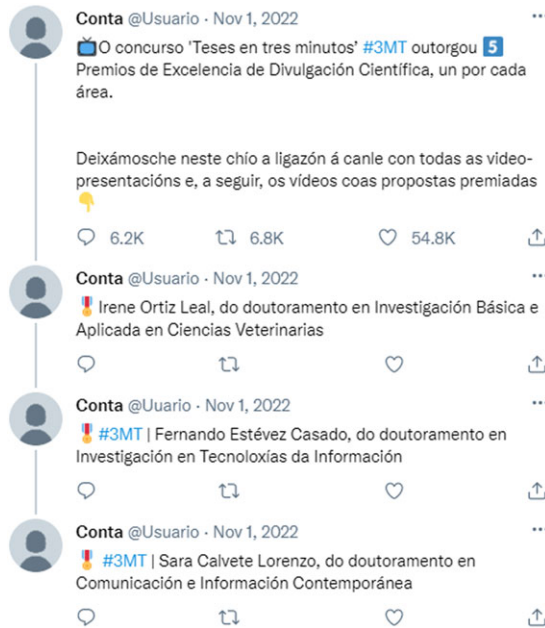 Conta @Usuario · Nov 1, 2022
📺O concurso 'Teses en tres minutos' #3MT outorgou 5️⃣
Premios de Excelencia de Divulgación Científica, un por cada
área.
Deixámosche neste chío a ligazón á canle con todas as video-
presentacións e, a seguir, os vídeos coas propostas premiadas
👇
6.2K 6.8K 54.8K
Conta @Usuario · Nov 1, 2022
🎖️Irene Ortiz Leal, do doutoramento en Investigación Básica e
Aplicada en Ciencias Veterinarias
Conta @Uuario · Nov 1, 2022
🎖️#3MT | Fernando Estévez Casado, do doutoramento en
Investigación en Tecnoloxías da Información
Conta @Usuario · Nov 1, 2022
🎖️ #3MT | Sara Calvete Lorenzo, do doutoramento en
Comunicación e Información Contemporánea